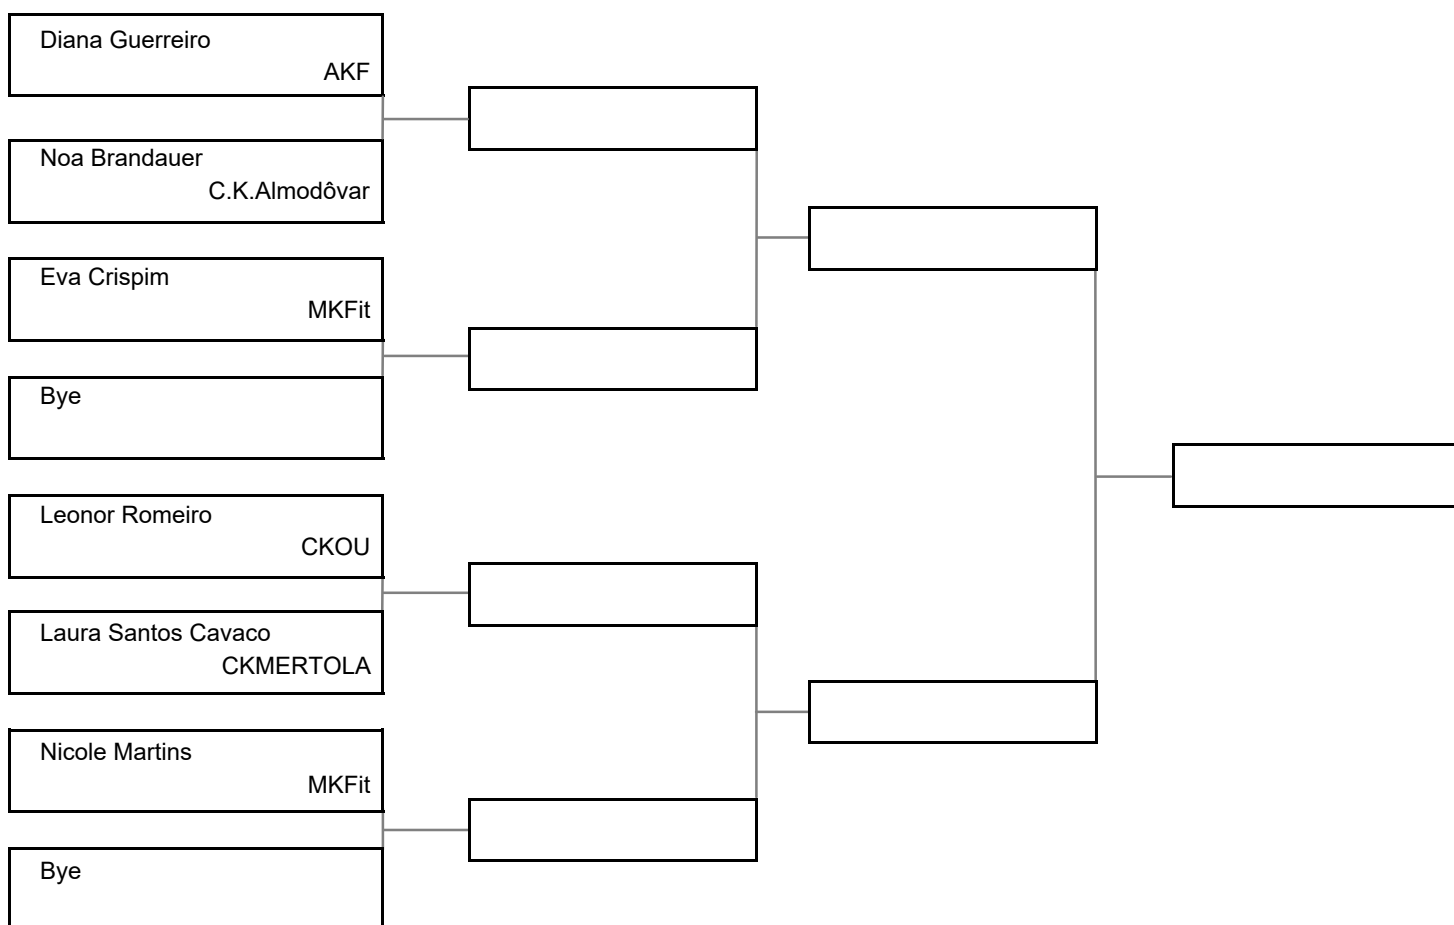 Diana Guerreiro
AKF
Noa Brandauer
C.K.Almodôvar
Eva Crispim
MKFit
Bye
Leonor Romeiro
CKOU
Laura Santos Cavaco
CKMERTOLA
Nicole Martins
MKFit
Bye